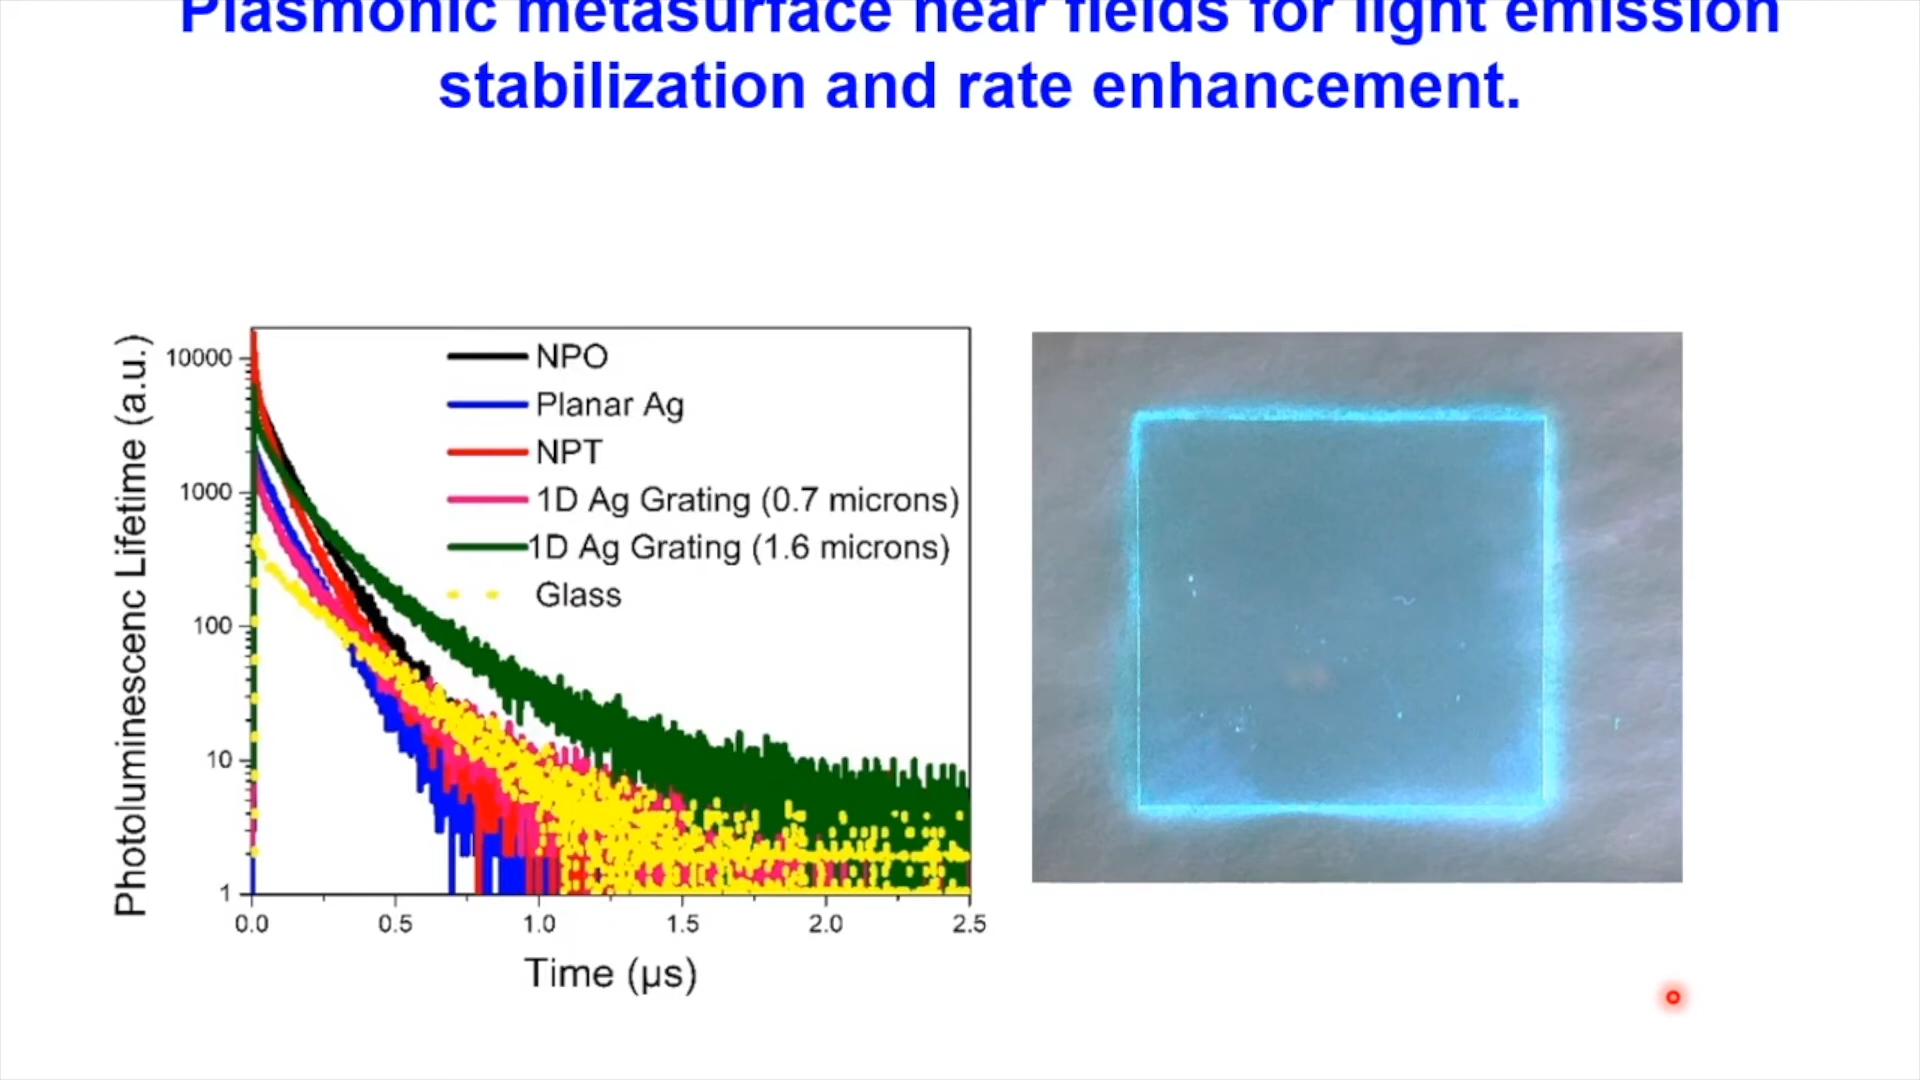 Plasmonic metasurface near fields for light emission
stabilization and rate enhancement.
Photoluminescenc Lifetime (a.u.)
10000
1000
100
10
1
NPO
Planar Ag
NPT
1D Ag Grating (0.7 microns)
1D Ag Grating (1.6 microns)
Glass
0.0 0.5 1.0 1.5 2.0 2.5
Time (µs)